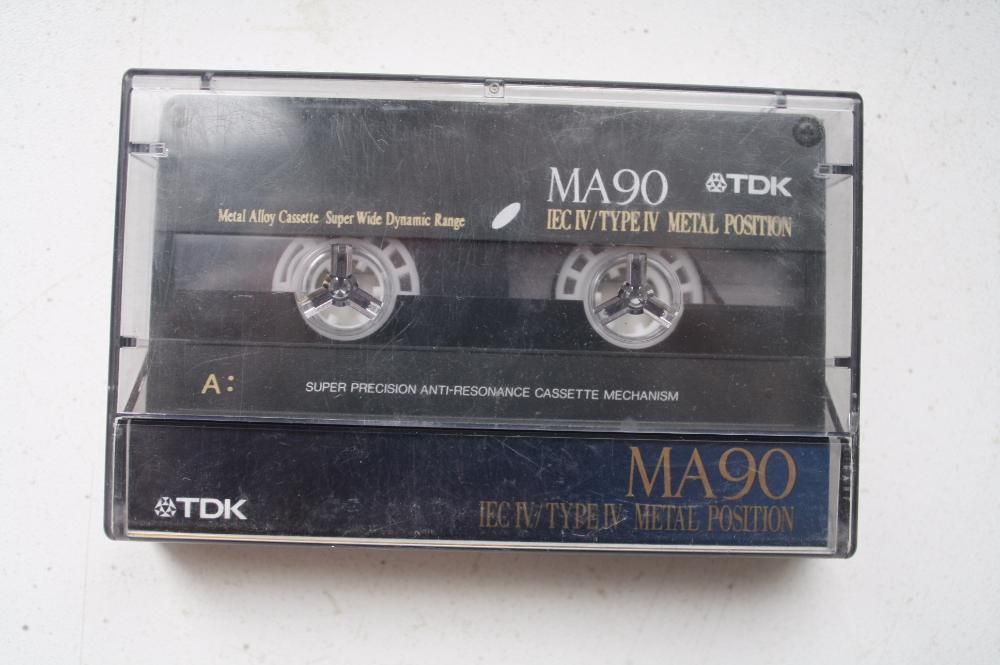 MA90 TDK
Metal Alloy Cassette Super Wide Dynamic Range IEC IV/TYPE IV METAL POSITION
A: SUPER PRECISION ANTI-RESONANCE CASSETTE MECHANISM
MA90
TDK IEC IV/TYPE IV METAL POSITION